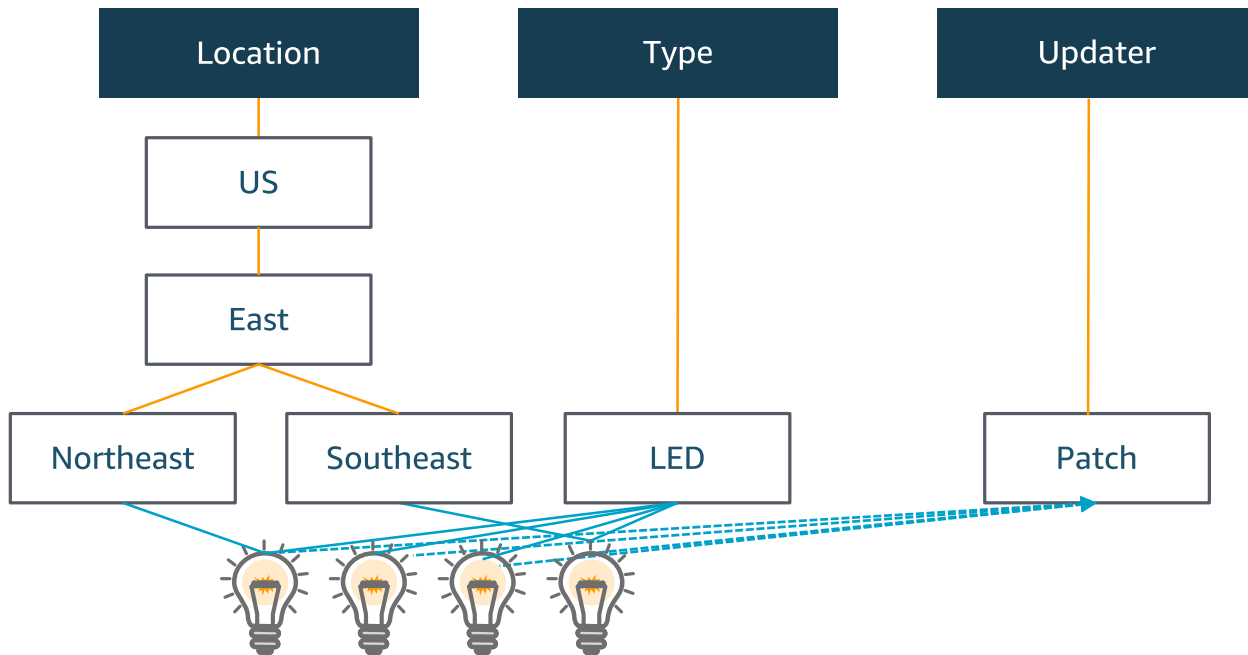 Location
Type
Updater
US
East
Northeast
Southeast
LED
Patch